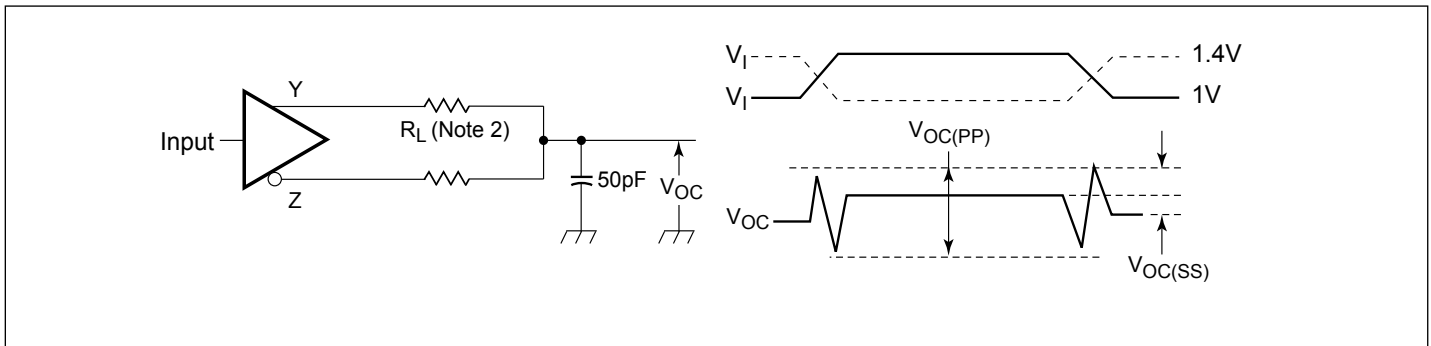 Input
Y
Z
R_L (Note 2)
50pF
V_OC
V_I
V_I
1.4V
1V
V_OC(PP)
V_OC
V_OC(SS)